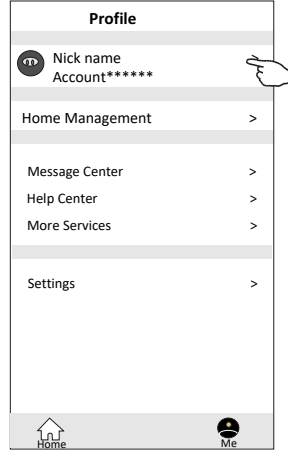 Profile
Nick name
Account******
Home Management >
Message Center >
Help Center >
More Services >
Settings >
Home Me